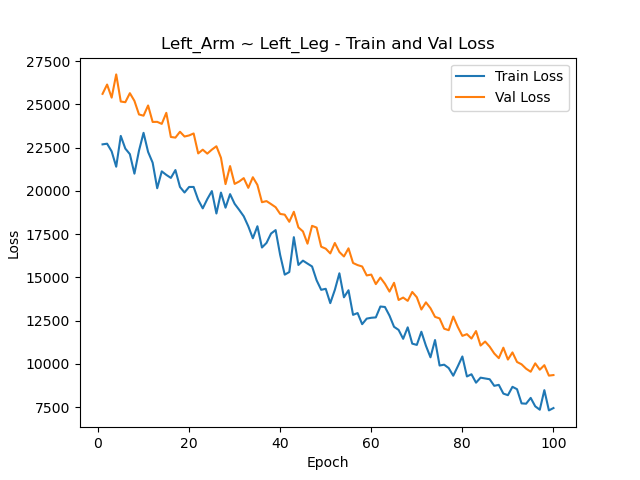 Left_Arm ~ Left_Leg - Train and Val Loss
27500
25000
22500
20000
17500
15000
12500
10000
7500
Loss
Train Loss
Val Loss
0 20 40 60 80 100
Epoch